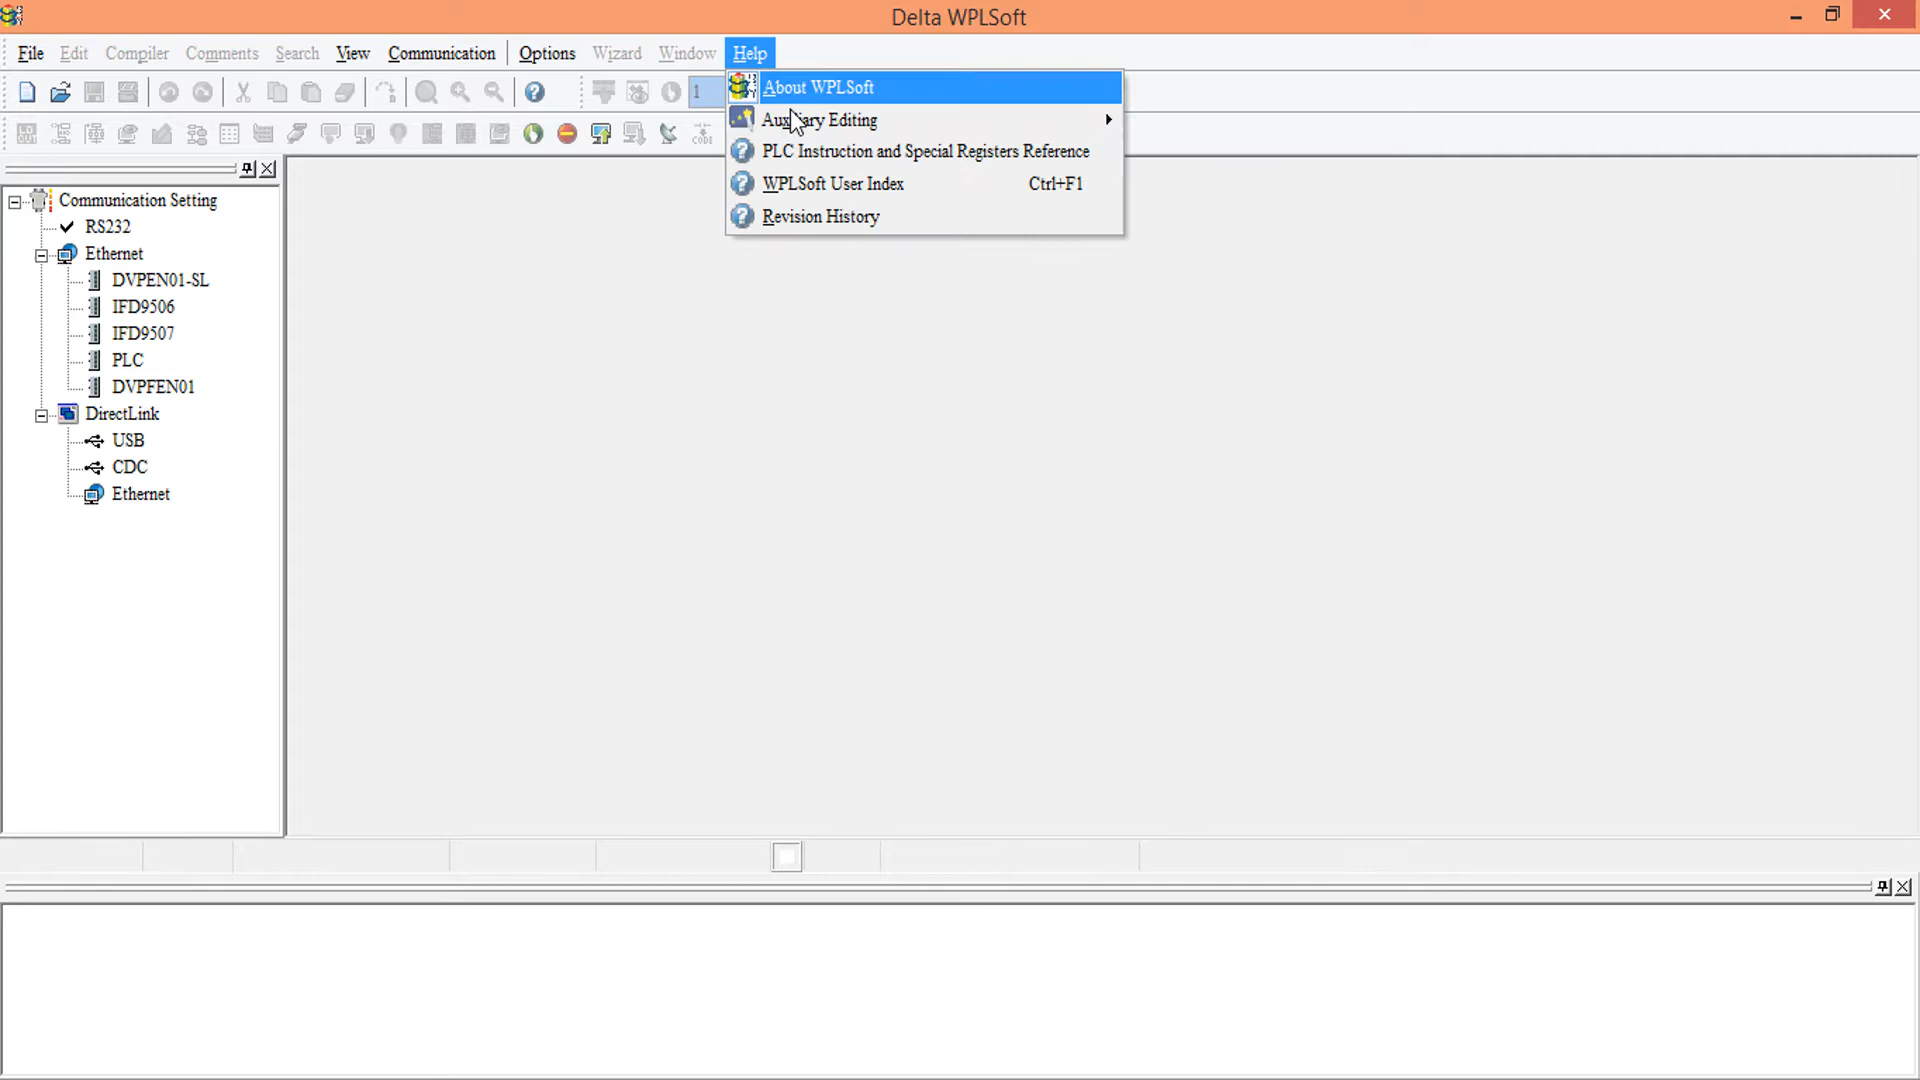 Delta WPLSoft
File Edit Compiler Comments Search View Communication Options Wizard Window Help
1
About WPLSoft
Auxiliary Editing
PLC Instruction and Special Registers Reference
WPLSoft User Index Ctrl+F1
Revision History
CODE
Communication Setting
RS232
Ethernet
DVPEN01-SL
IFD9506
IFD9507
PLC
DVPFEN01
DirectLink
USB
CDC
Ethernet